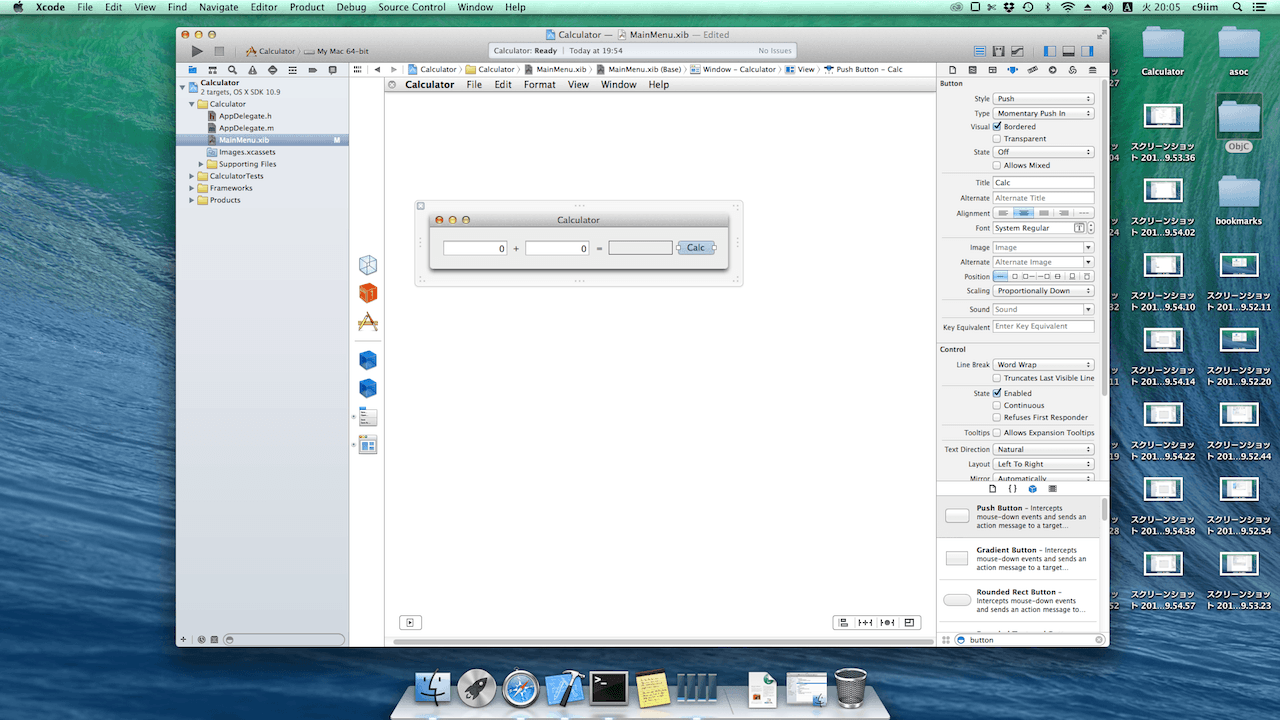 Xcode File Edit View Find Navigate Editor Product Debug Source Control Window Help
A 火 20:05 c9iim
Calculator — MainMenu.xib — Edited
Calculator My Mac 64-bit
Calculator: Ready Today at 19:54
No Issues
Calculator
2 targets, OS X SDK 10.9
Calculator
AppDelegate.h
AppDelegate.m
MainMenu.xib M
Images.xcassets
Supporting Files
CalculatorTests
Frameworks
Products
Calculator Calculator MainMenu.xib MainMenu.xib (Base) Window – Calculator View Push Button – Calc
Calculator File Edit Format View Window Help
Calculator
0 + 0 = Calc
Button
Style Push
Type Momentary Push In
Visual Bordered
Transparent
State Off
Allows Mixed
Title Calc
Alternate Alternate Title
Alignment
Font System Regular T
Image Image
Alternate Alternate Image
Position
Scaling Proportionally Down
Sound Sound
Key Equivalent Enter Key Equivalent
Control
Line Break Word Wrap
Truncates Last Visible Line
State Enabled
Continuous
Refuses First Responder
Tooltips Allows Expansion Tooltips
Text Direction Natural
Layout Left To Right
Mirror Automatically
{ }
Push Button – Intercepts
mouse-down events and sends an
action message to a target...
Gradient Button – Intercepts
mouse-down events and sends an
action message to a target...
Rounded Rect Button –
Intercepts mouse-down events
and sends an action message to...
button
Calculator
asoc
スクリーンショッ
ト 201...9.53.36
ObjC
スクリーンショッ
ト 201...9.54.02
bookmarks
スクリーンショッ
ト 201...9.54.10
スクリーンショッ
ト 201...9.52.11
スクリーンショッ
ト 201...9.54.14
スクリーンショッ
ト 201...9.52.20
スクリーンショッ
ト 201...9.54.22
スクリーンショッ
ト 201...9.52.44
スクリーンショッ
ト 201...9.54.38
スクリーンショッ
ト 201...9.52.54
スクリーンショッ
ト 201...9.54.57
スクリーンショッ
ト 201...9.53.23